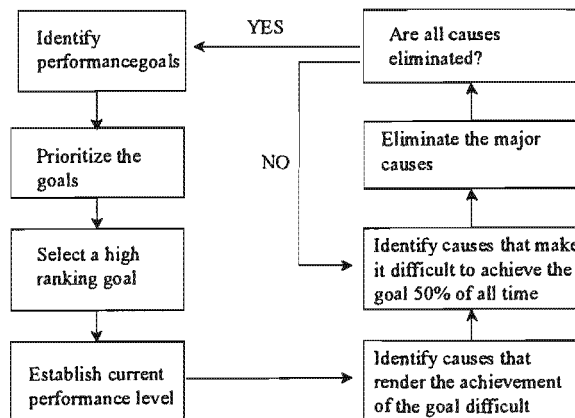 Identify
performancegoals
Prioritize the
goals
Select a high
ranking goal
Establish current
performance level
YES
NO
Are all causes
eliminated?
Eliminate the major
causes
Identify causes that make
it difficult to achieve the
goal 50% of all time
Identify causes that
render the achievement
of the goal difficult